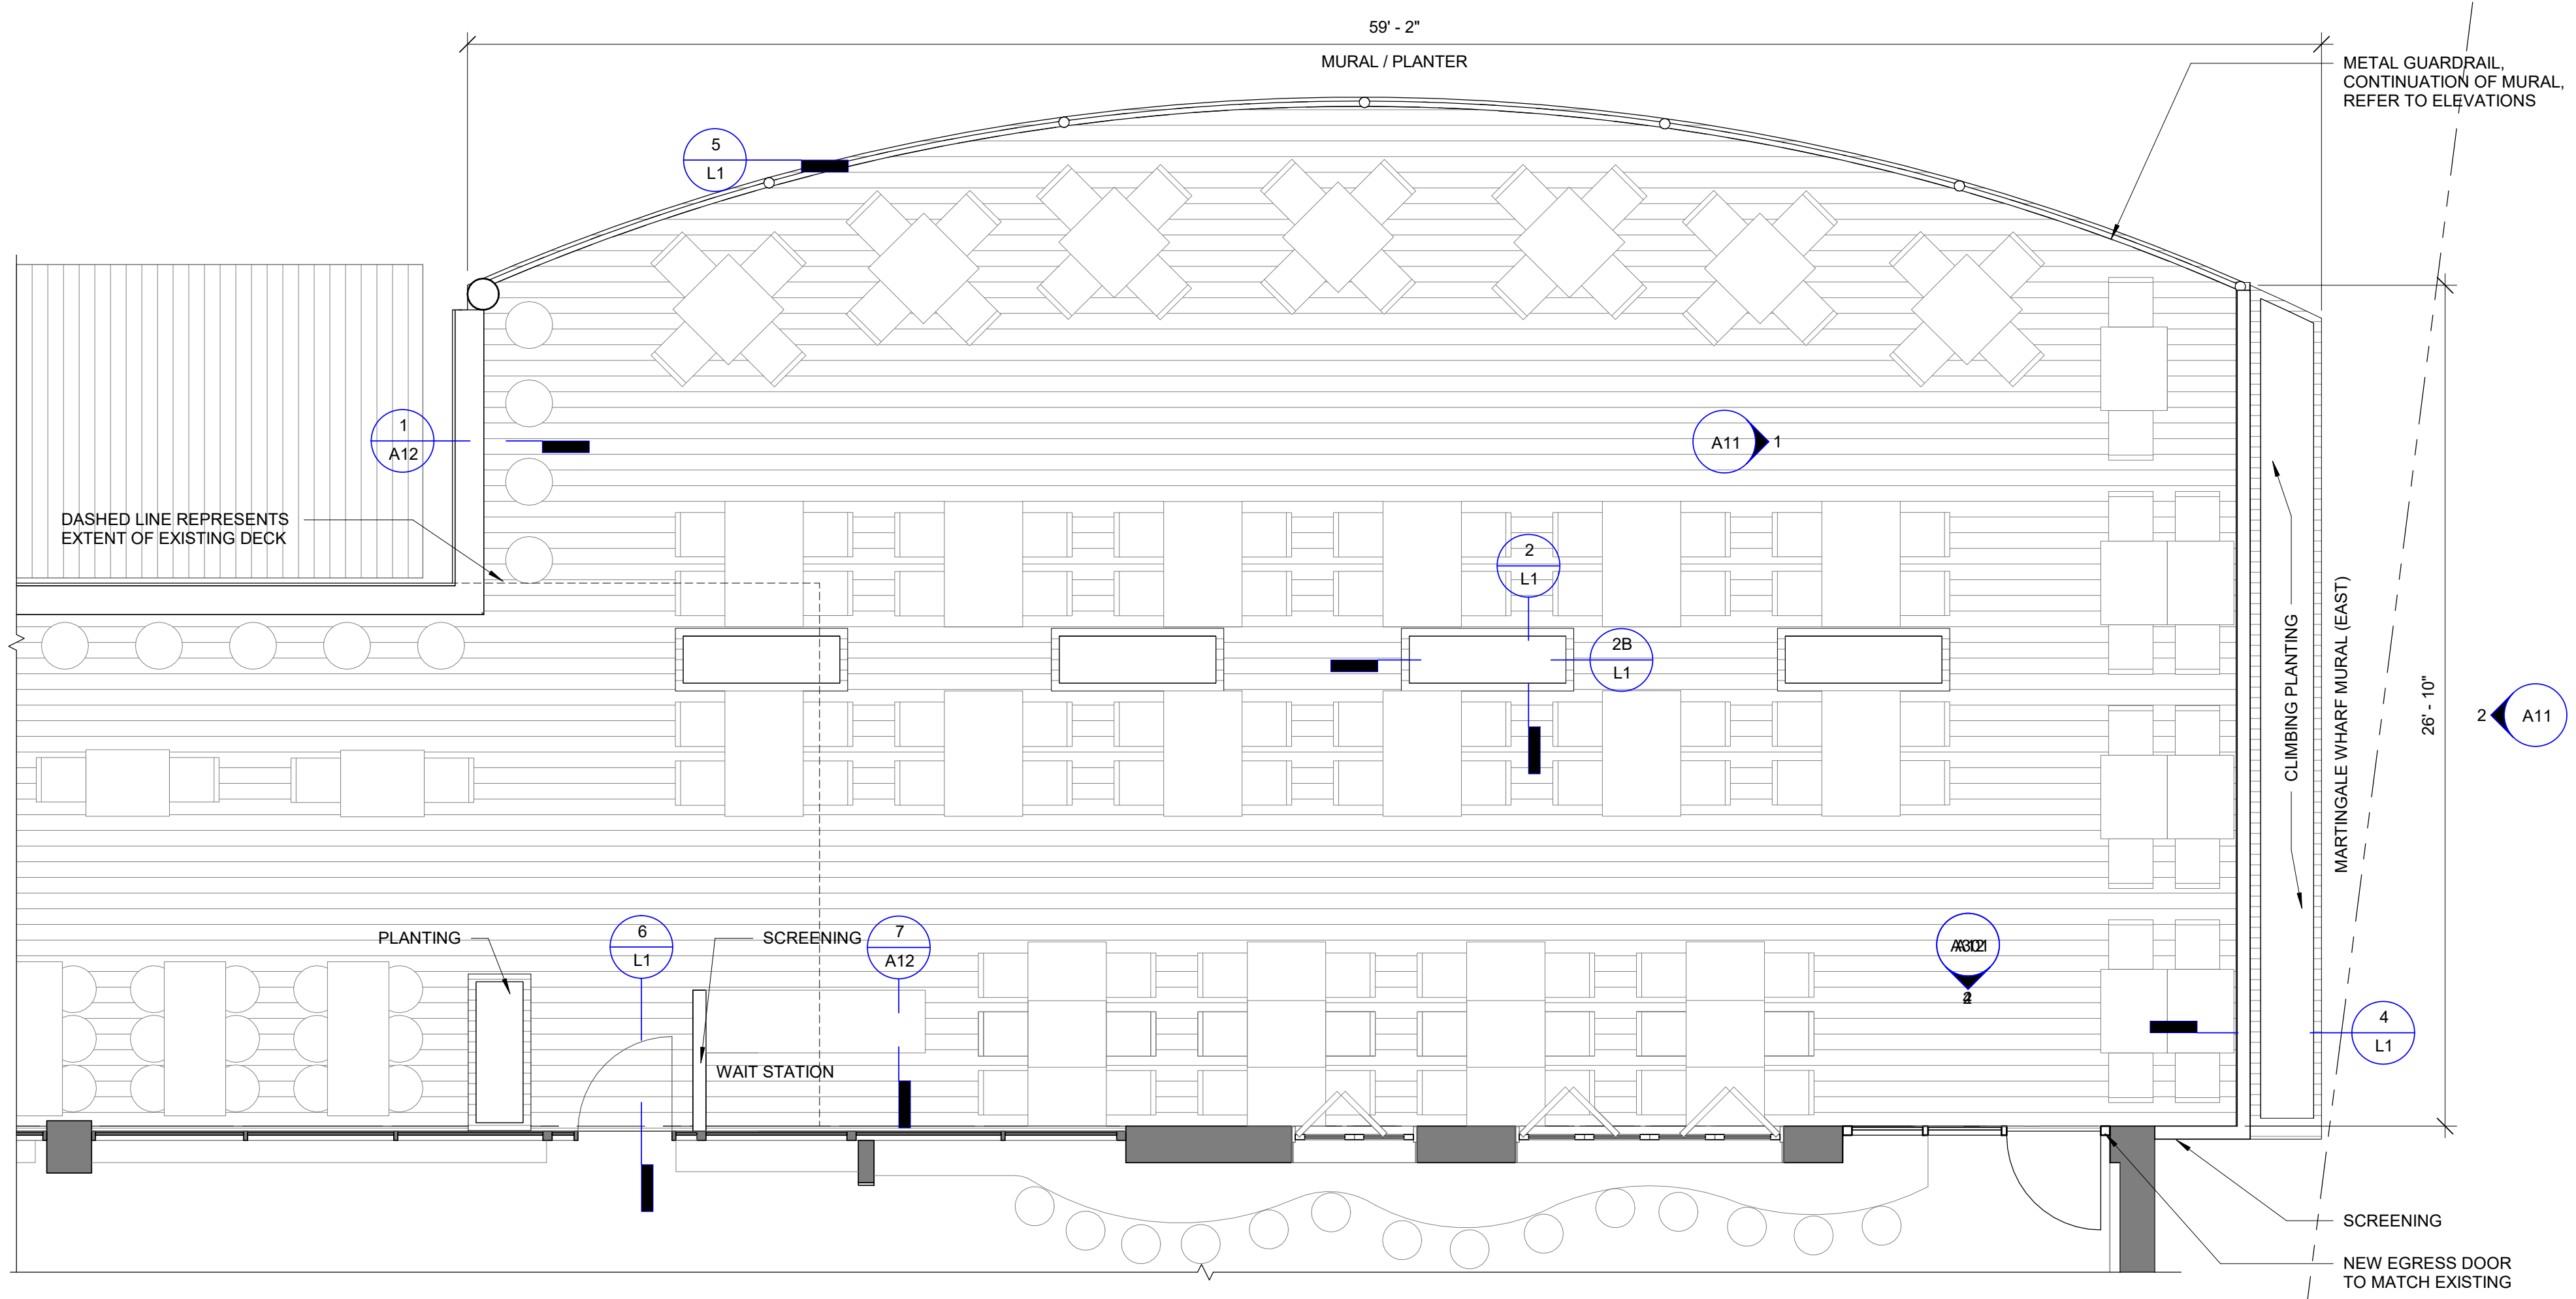 59' - 2"
MURAL / PLANTER
METAL GUARDRAIL,
CONTINUATION OF MURAL,
REFER TO ELEVATIONS
5
L1
1
A12
A11
1
DASHED LINE REPRESENTS
EXTENT OF EXISTING DECK
2
L1
2B
L1
CLIMBING PLANTING
MARTINGALE WHARF MURAL (EAST)
26' - 10"
2
A11
PLANTING
6
L1
SCREENING
7
A12
WAIT STATION
4
L1
SCREENING
NEW EGRESS DOOR
TO MATCH EXISTING